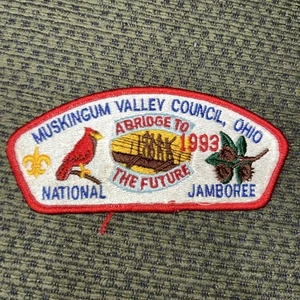 MUSKINGUM VALLEY COUNCIL, OHIO
A BRIDGE TO
1993
THE FUTURE
NATIONAL JAMBOREE